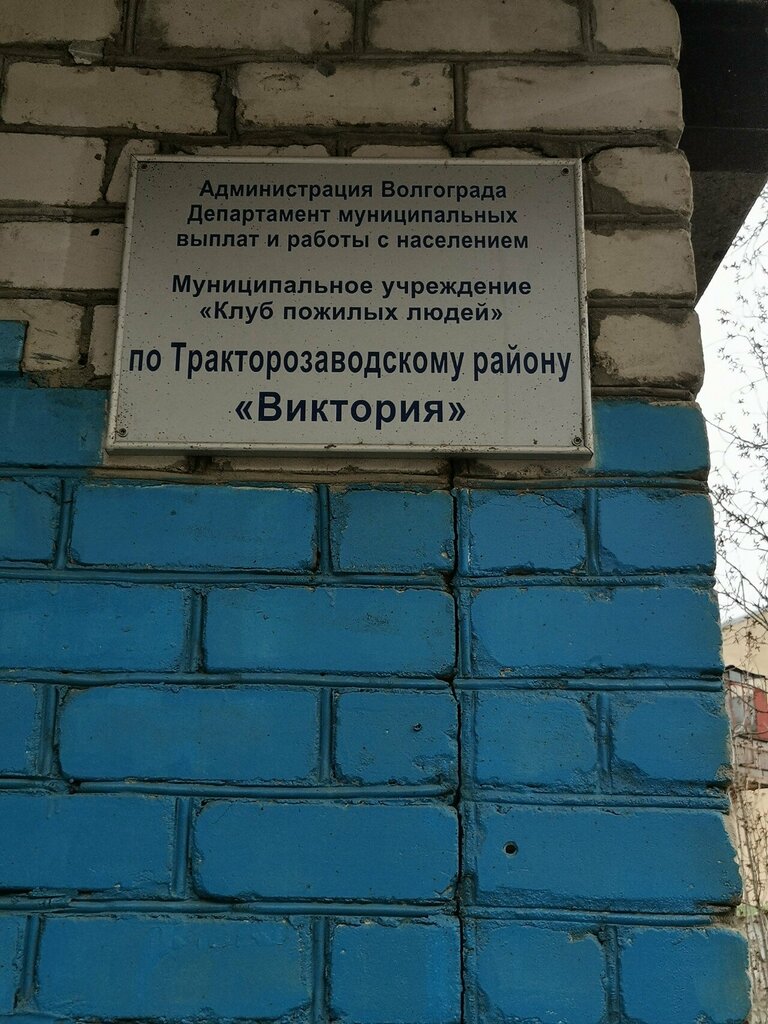 Администрация Волгограда
Департамент муниципальных
выплат и работы с населением
Муниципальное учреждение
«Клуб пожилых людей»
по Тракторозаводскому району
«Виктория»